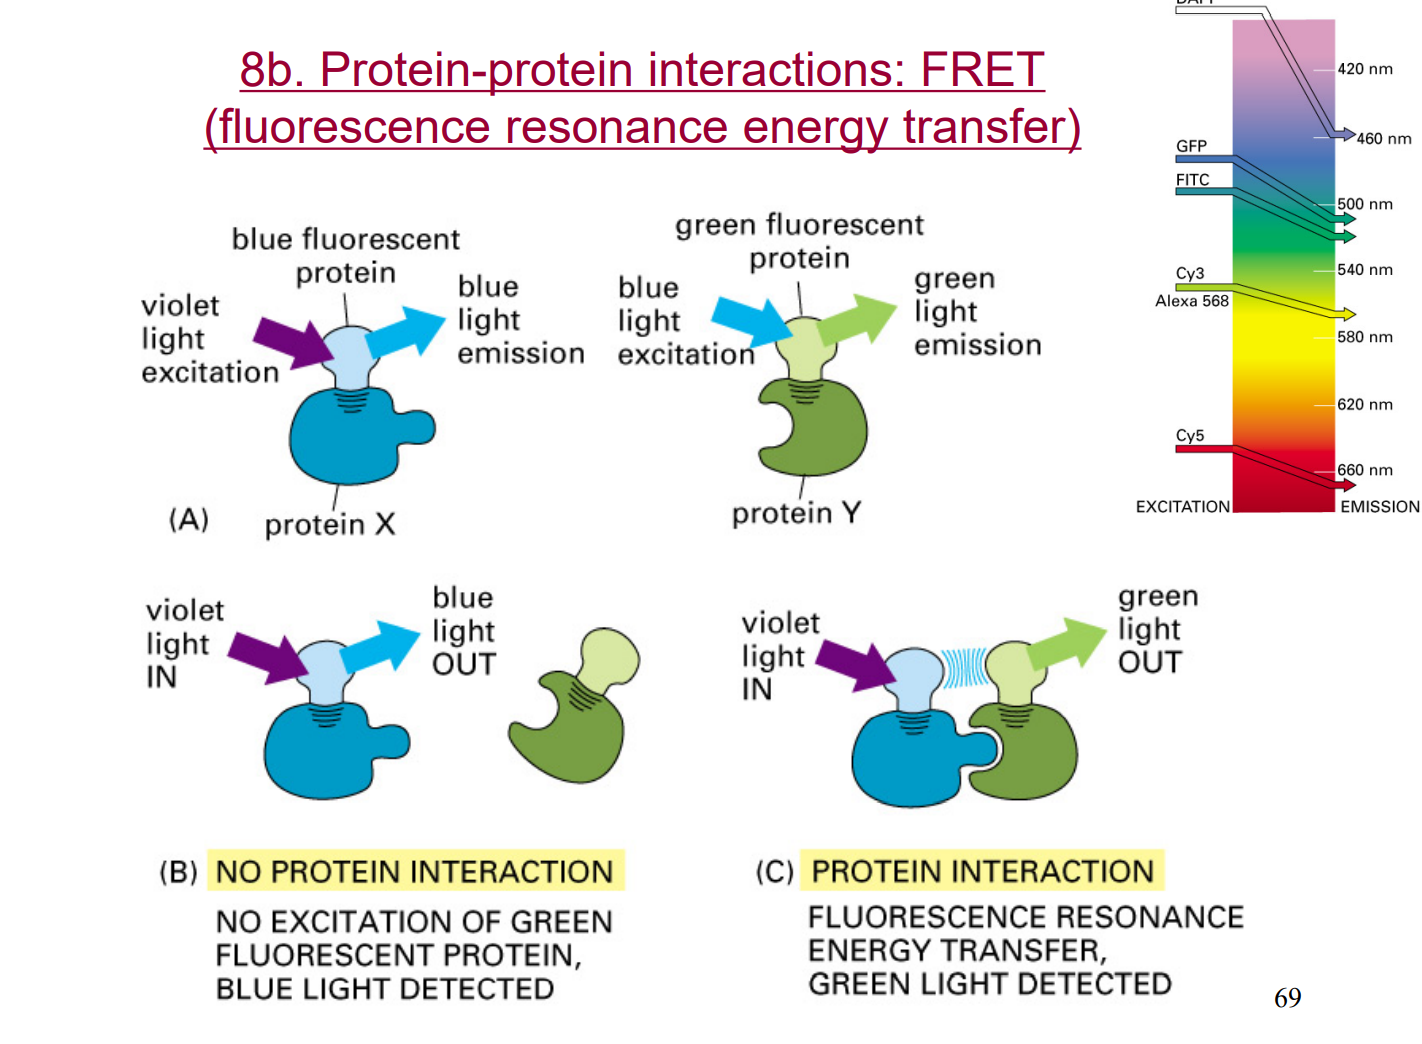 8b. Protein-protein interactions: FRET
(fluorescence resonance energy transfer)
DAPI
420 nm
460 nm
GFP
FITC
500 nm
540 nm
Cy3
Alexa 568
580 nm
620 nm
Cy5
660 nm
EXCITATION
EMISSION
blue fluorescent
protein
violet
light
excitation
blue
light
emission
protein X
(A)
green fluorescent
protein
blue
light
excitation
green
light
emission
protein Y
violet
light
IN
blue
light
OUT
violet
light
IN
green
light
OUT
(B) NO PROTEIN INTERACTION
NO EXCITATION OF GREEN
FLUORESCENT PROTEIN,
BLUE LIGHT DETECTED
(C) PROTEIN INTERACTION
FLUORESCENCE RESONANCE
ENERGY TRANSFER,
GREEN LIGHT DETECTED
69